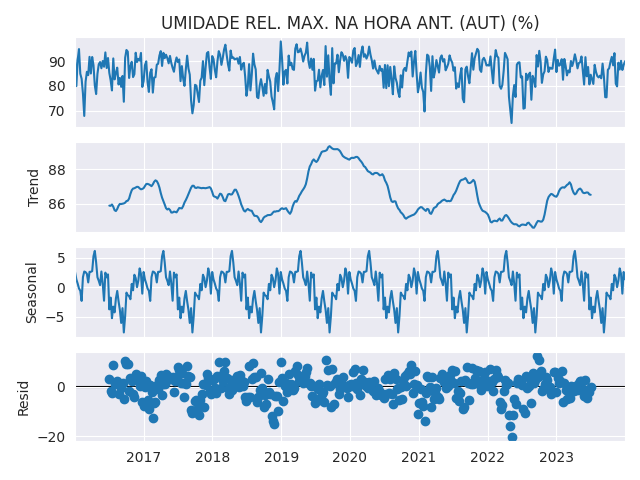 UMIDADE REL. MAX. NA HORA ANT. (AUT) (%)
90
80
70
Trend
88
86
Seasonal
5
0
−5
Resid
0
−20
2017 2018 2019 2020 2021 2022 2023